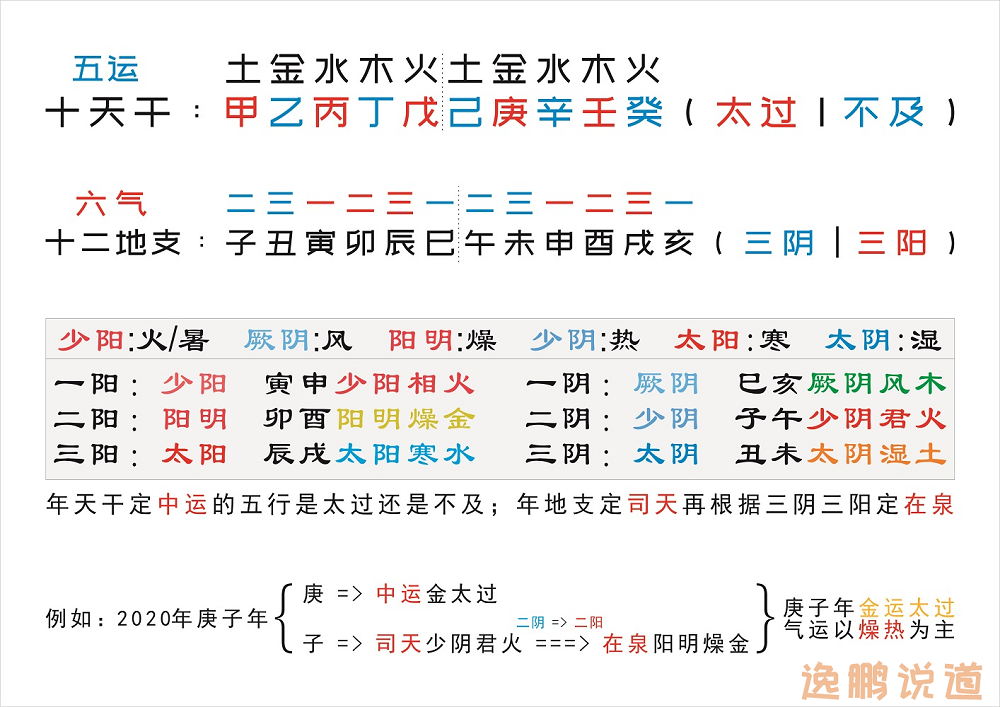 五运 土金水木火 土金水木火
十天干：甲乙丙丁戊己庚辛壬癸（太过|不及）
六气 二三一二三一二三一二三一
十二地支：子丑寅卯辰巳午未申酉戌亥（三阴|三阳）
少阳:火/暑 厥阴:风 阳明:燥 少阴:热 太阳:寒 太阴:湿
一阳：少阳 寅申少阳相火 一阴：厥阴 巳亥厥阴风木
二阳：阳明 卯酉阳明燥金 二阴：少阴 子午少阴君火
三阳：太阳 辰戌太阳寒水 三阴：太阴 丑未太阴湿土
年天干定中运的五行是太过还是不及；年地支定司天再根据三阴三阳定在泉
例如：2020年庚子年
庚 => 中运金太过
二阴 => 二阳
子 => 司天少阴君火 ===> 在泉阳明燥金
庚子年金运太过
气运以燥热为主
逸鹏说道